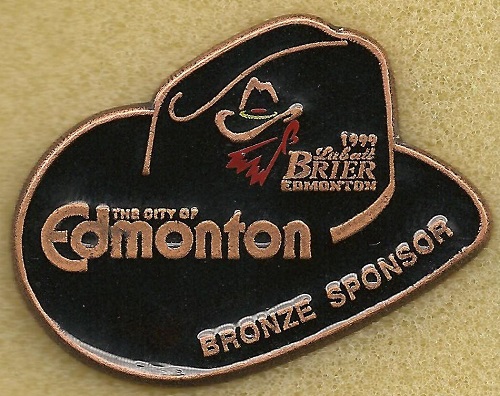 1999
Labatt
BRIER
EDMONTON
THE CITY OF
Edmonton
BRONZE SPONSOR